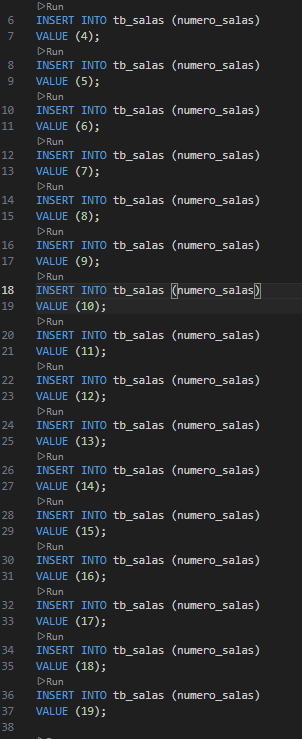 ▷Run
6 INSERT INTO tb_salas (numero_salas)
7 VALUE (4);
▷Run
8 INSERT INTO tb_salas (numero_salas)
9 VALUE (5);
▷Run
10 INSERT INTO tb_salas (numero_salas)
11 VALUE (6);
▷Run
12 INSERT INTO tb_salas (numero_salas)
13 VALUE (7);
▷Run
14 INSERT INTO tb_salas (numero_salas)
15 VALUE (8);
▷Run
16 INSERT INTO tb_salas (numero_salas)
17 VALUE (9);
▷Run
18 INSERT INTO tb_salas (numero_salas)
19 VALUE (10);
▷Run
20 INSERT INTO tb_salas (numero_salas)
21 VALUE (11);
▷Run
22 INSERT INTO tb_salas (numero_salas)
23 VALUE (12);
▷Run
24 INSERT INTO tb_salas (numero_salas)
25 VALUE (13);
▷Run
26 INSERT INTO tb_salas (numero_salas)
27 VALUE (14);
▷Run
28 INSERT INTO tb_salas (numero_salas)
29 VALUE (15);
▷Run
30 INSERT INTO tb_salas (numero_salas)
31 VALUE (16);
▷Run
32 INSERT INTO tb_salas (numero_salas)
33 VALUE (17);
▷Run
34 INSERT INTO tb_salas (numero_salas)
35 VALUE (18);
▷Run
36 INSERT INTO tb_salas (numero_salas)
37 VALUE (19);
38